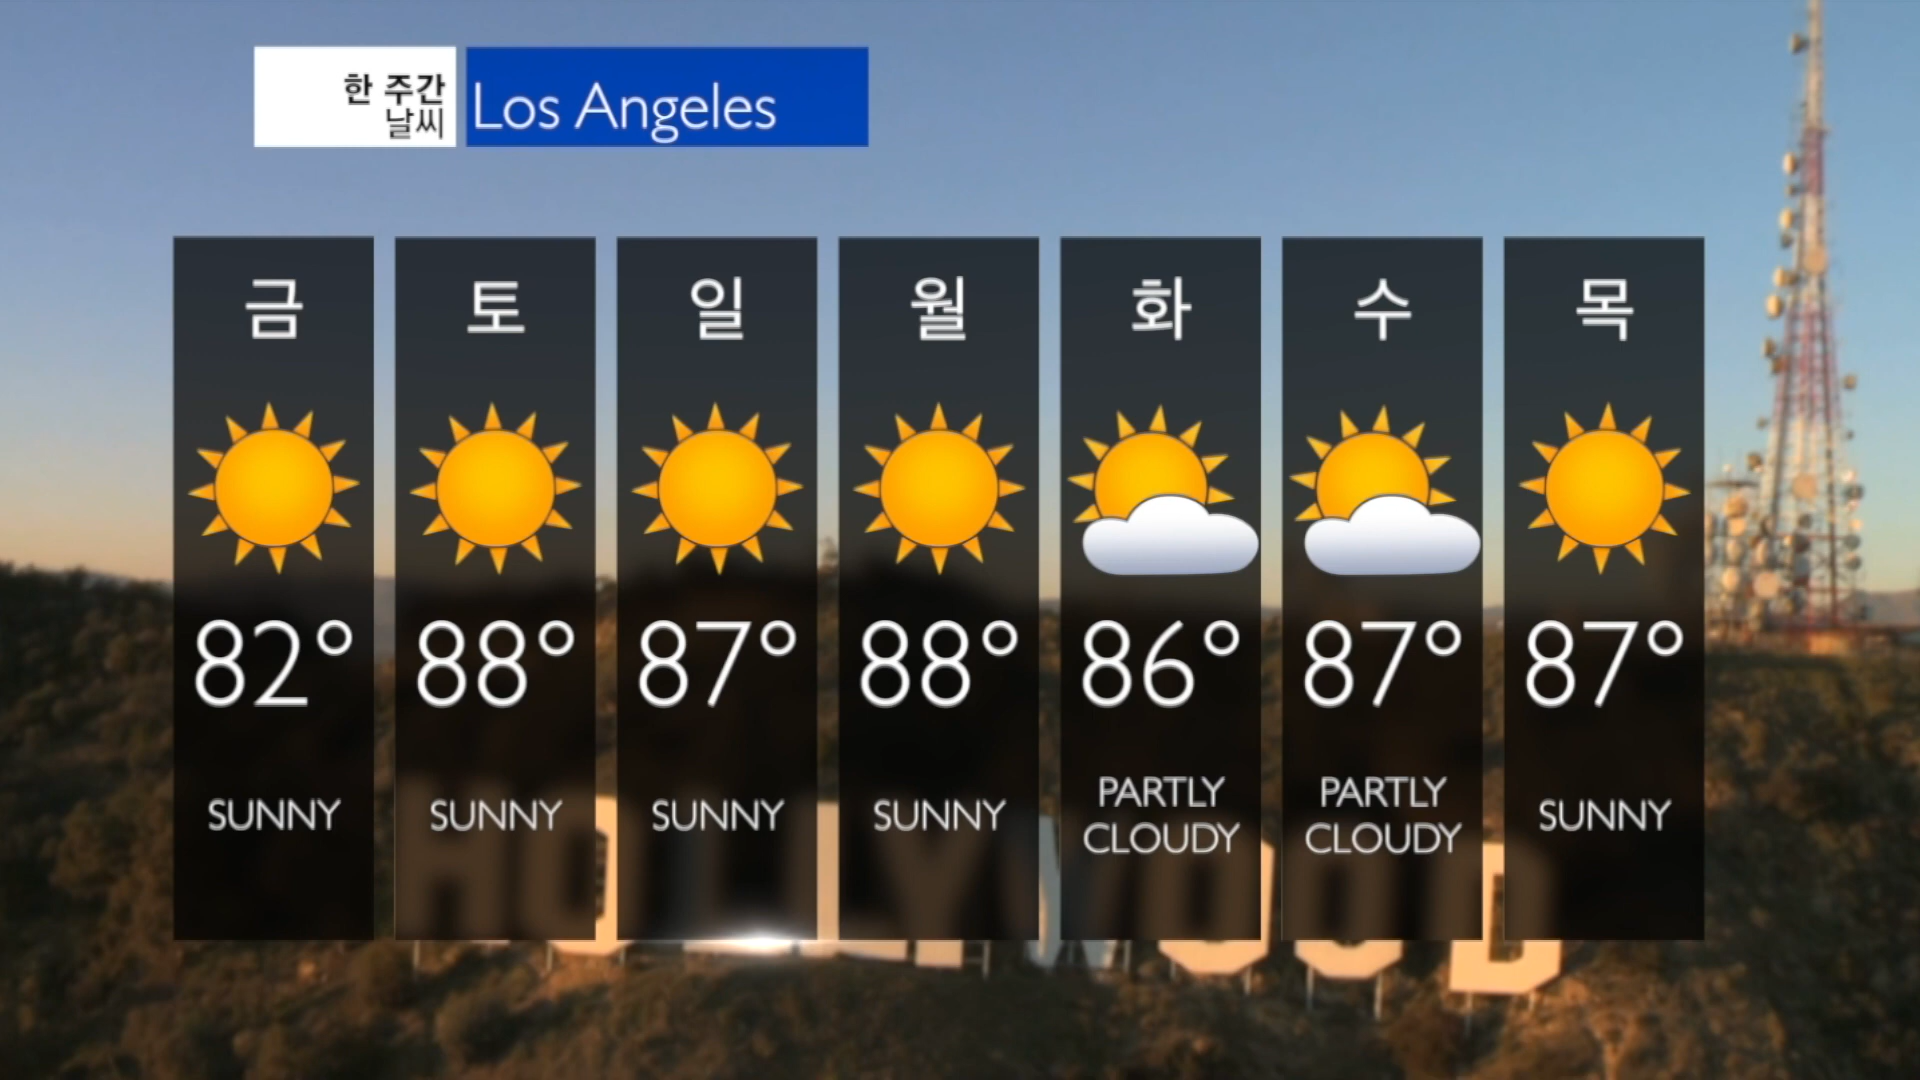 한 주간
날씨
Los Angeles
금
토
일
월
화
수
목
82°
88°
87°
88°
86°
87°
87°
SUNNY
SUNNY
SUNNY
SUNNY
PARTLY
CLOUDY
PARTLY
CLOUDY
SUNNY
HOLLYWOOD